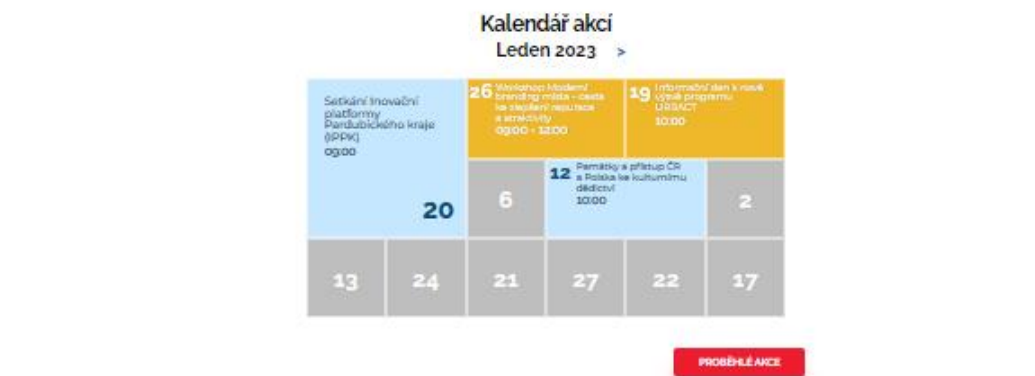 Kalendář akcí
Leden 2023 >
Setkání Inovační
platformy
Pardubického kraje
(IPPK)
09:00
20
26 Workshop Moderní
branding místa - cesta
ke zlepšení reputace
a atraktivity
09:00 - 12:00
19 Informační den k nové
výzvě programu
URBACT
10:00
6
12 Památky a přístup ČR
a Polska ke kulturnímu
dědictví
10:00
2
13 24 21 27 22 17
PROBĚHLÉ AKCE